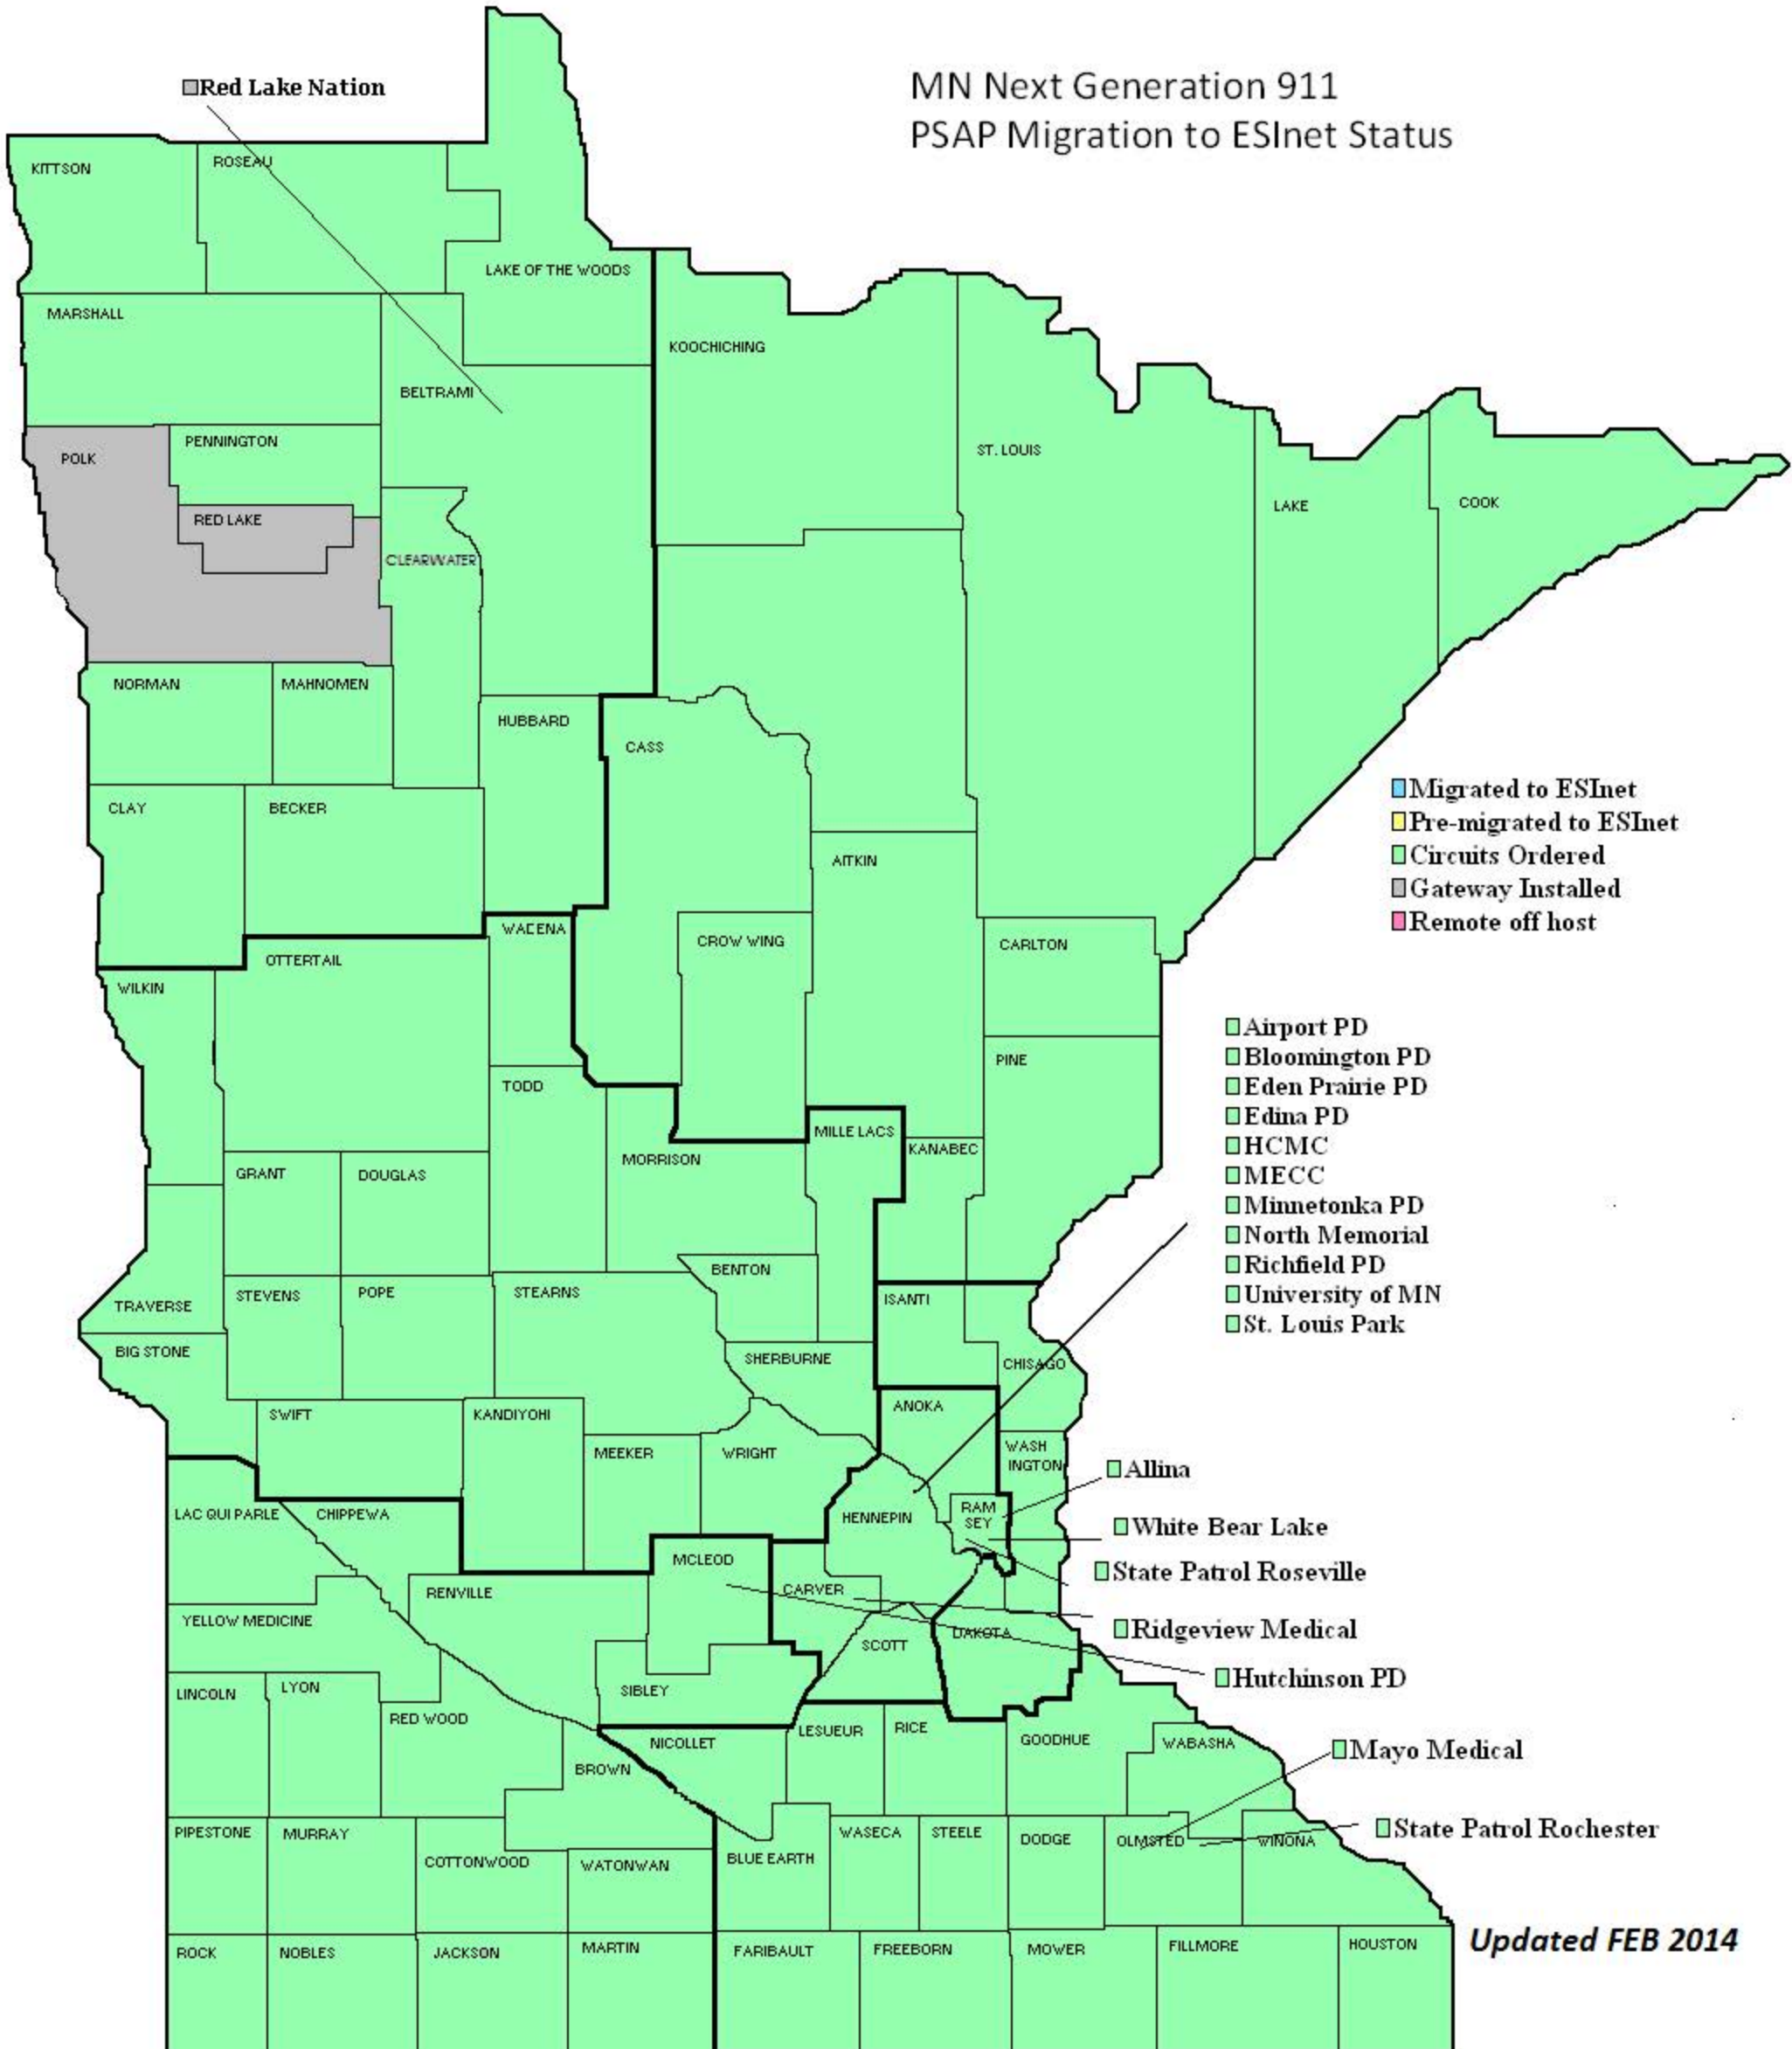 MN Next Generation 911
PSAP Migration to ESInet Status
Red Lake Nation
KITTSON
ROSEAU
LAKE OF THE WOODS
MARSHALL
KOOCHICHING
BELTRAMI
POLK
PENNINGTON
ST. LOUIS
LAKE
COOK
RED LAKE
CLEARWATER
NORMAN
MAHNOMEN
HUBBARD
CASS
CLAY
BECKER
Migrated to ESInet
Pre-migrated to ESInet
Circuits Ordered
Gateway Installed
Remote off host
AITKIN
WADENA
CROW WING
CARLTON
OTTERTAIL
WILKIN
Airport PD
Bloomington PD
Eden Prairie PD
Edina PD
HCMC
MECC
Minnetonka PD
North Memorial
Richfield PD
University of MN
St. Louis Park
PINE
TODD
MILLE LACS
KANABEC
MORRISON
GRANT
DOUGLAS
BENTON
STEVENS
POPE
STEARNS
ISANTI
TRAVERSE
BIG STONE
SHERBURNE
CHISAGO
SWIFT
KANDIYOHI
ANOKA
MEEKER
WRIGHT
WASH
INGTON
Allina
LAC QUI PARLE
CHIPPEWA
HENNEPIN
RAM
SEY
White Bear Lake
MCLEOD
State Patrol Roseville
RENVILLE
CARVER
YELLOW MEDICINE
Ridgeview Medical
SCOTT
DAKOTA
Hutchinson PD
LINCOLN
LYON
SIBLEY
RED WOOD
LESUEUR
RICE
NICOLLET
GOODHUE
WABASHA
Mayo Medical
BROWN
PIPESTONE
MURRAY
WASECA
STEELE
DODGE
OLMSTED
WINONA
State Patrol Rochester
COTTONWOOD
WATONWAN
BLUE EARTH
Updated FEB 2014
ROCK
NOBLES
JACKSON
MARTIN
FARIBAULT
FREEBORN
MOWER
FILLMORE
HOUSTON